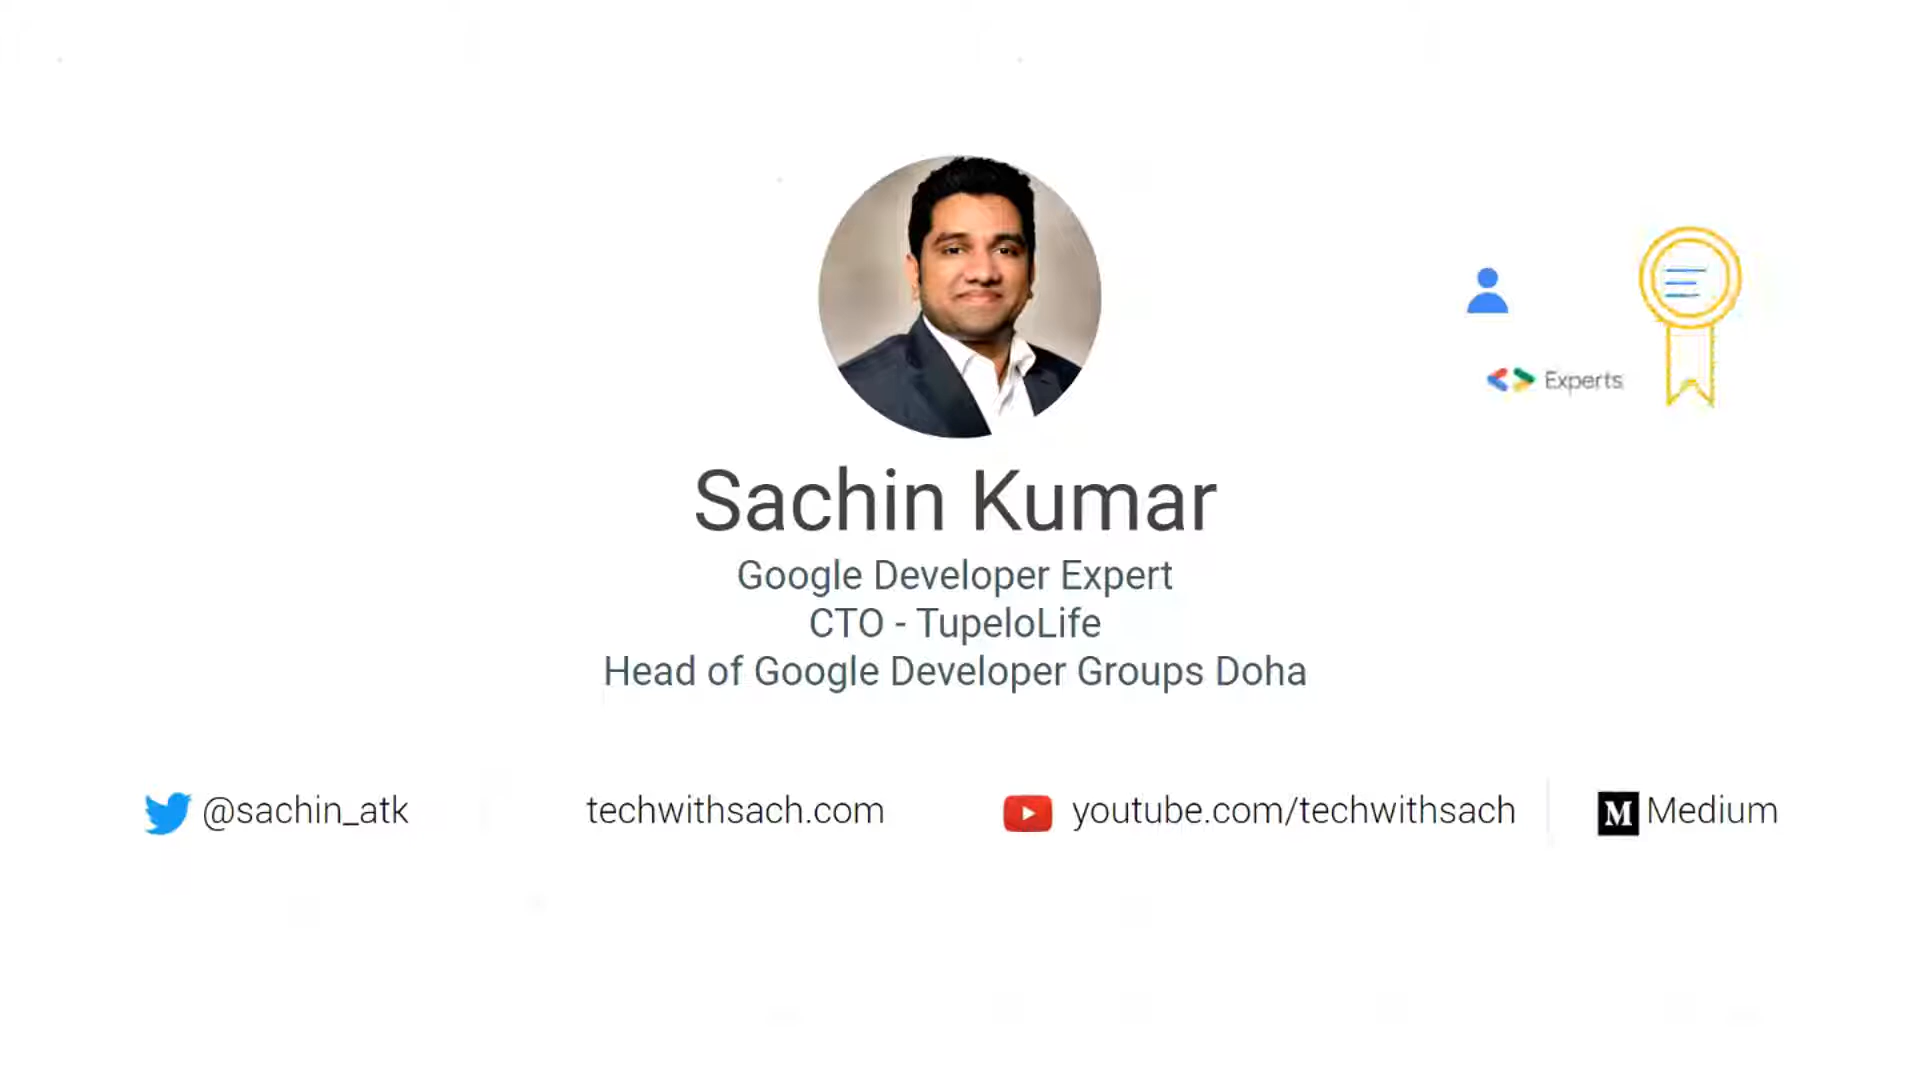 Experts
Sachin Kumar
Google Developer Expert
CTO - TupeloLife
Head of Google Developer Groups Doha
@sachin_atk
techwithsach.com
youtube.com/techwithsach
M Medium